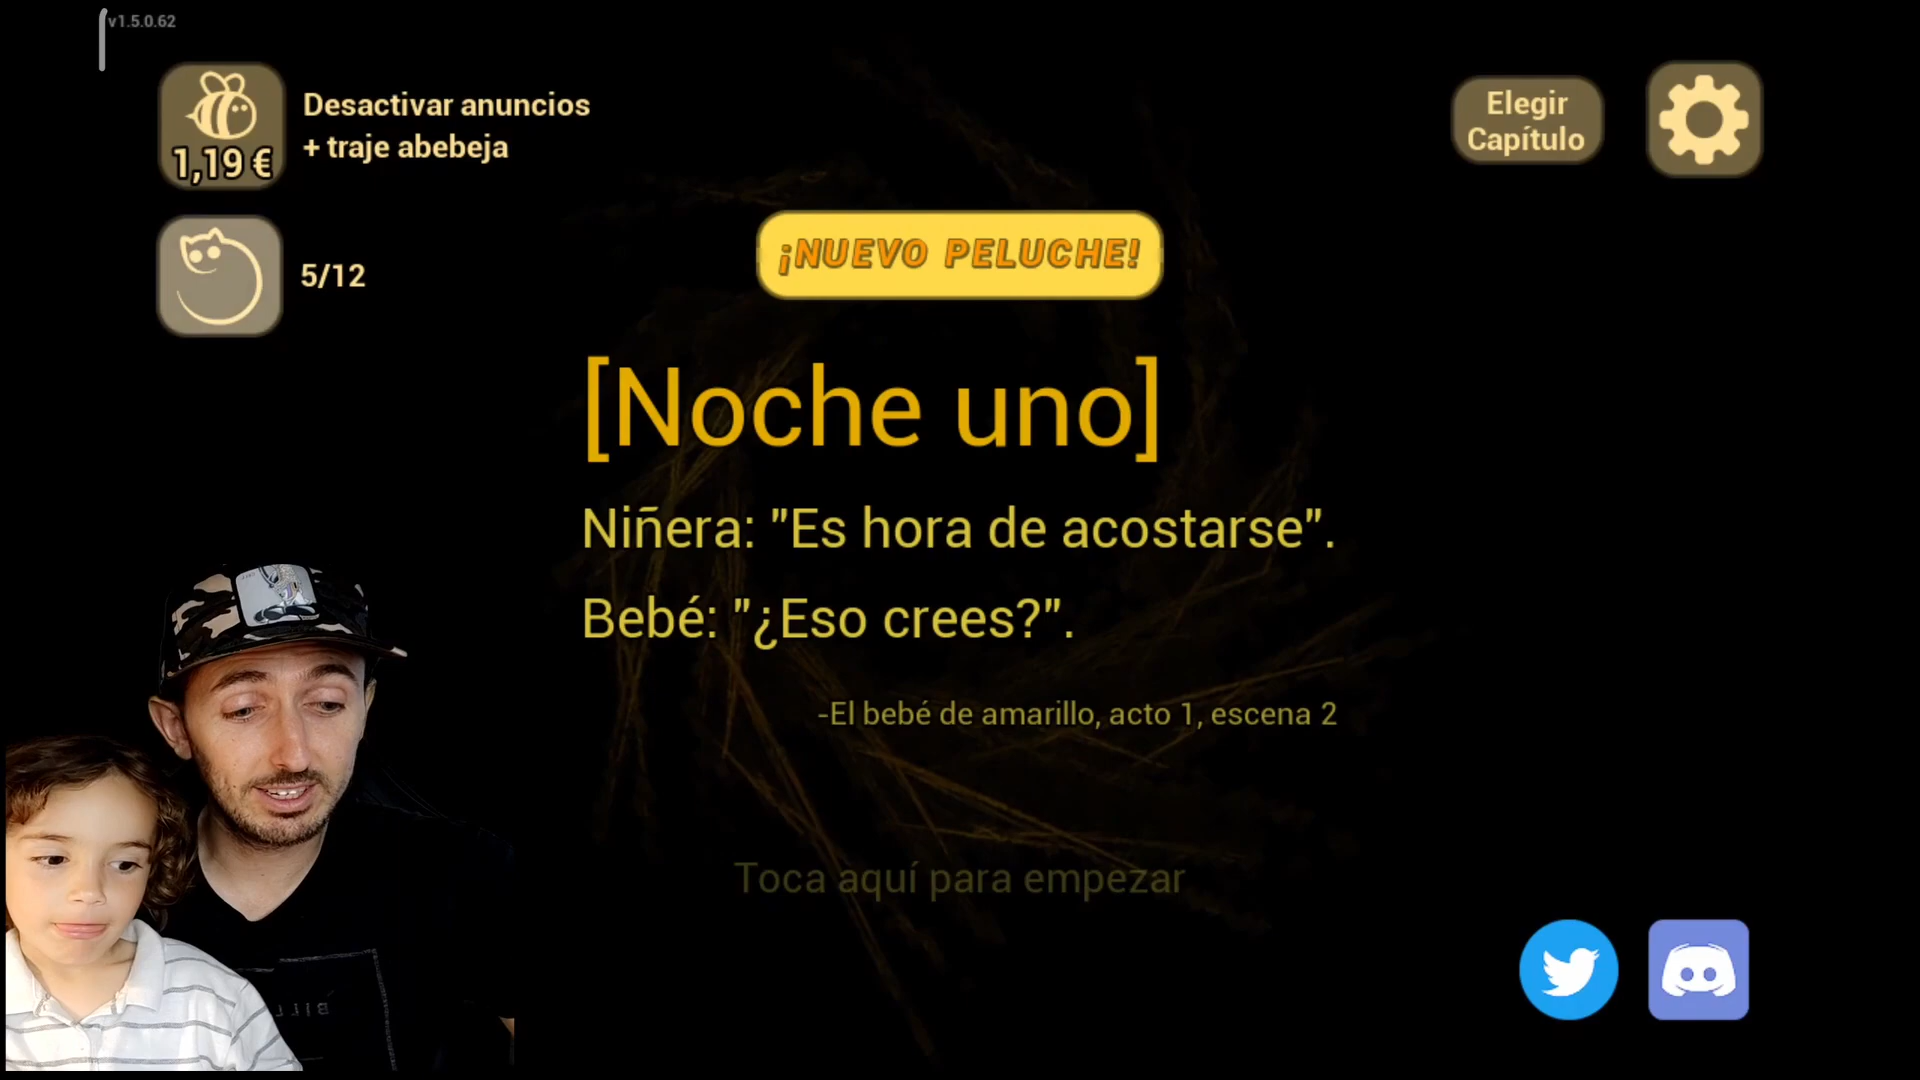 v1.5.0.62
1,19 €
Desactivar anuncios
+ traje abebeja
5/12
Elegir
Capítulo
¡NUEVO PELUCHE!
[Noche uno]
Niñera: "Es hora de acostarse".
Bebé: "¿Eso crees?".
-El bebé de amarillo, acto 1, escena 2
Toca aquí para empezar